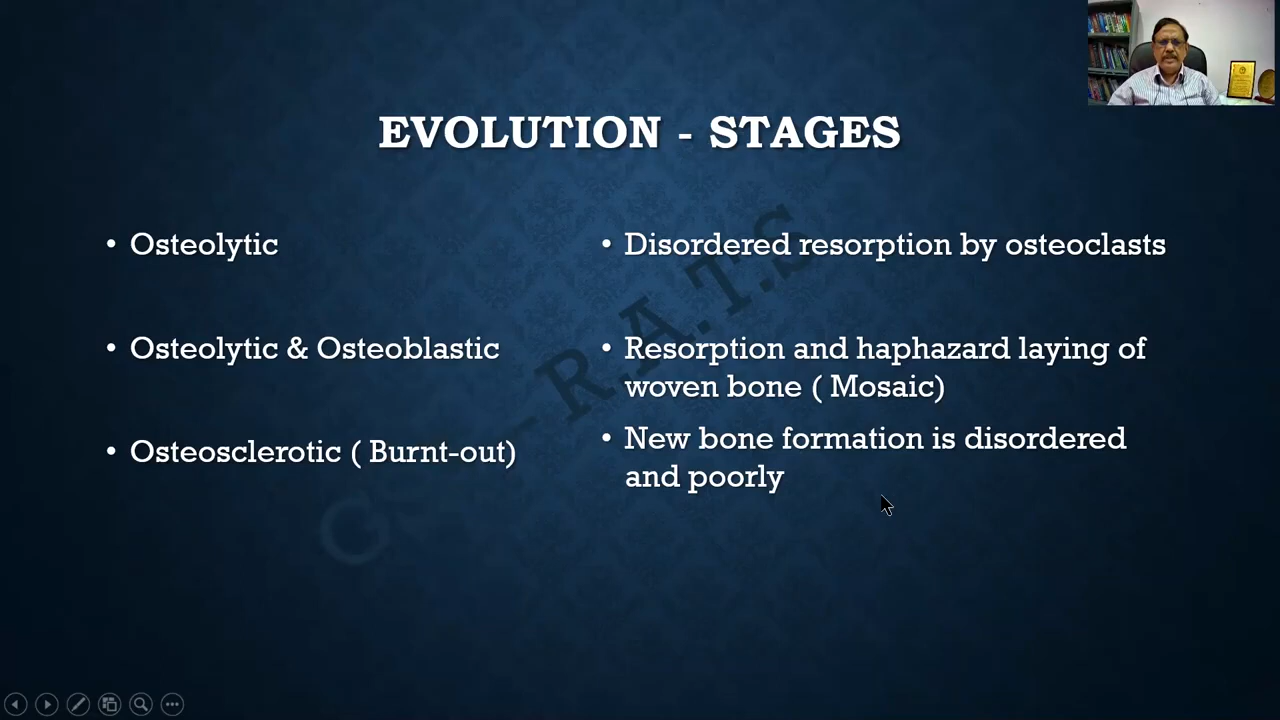 EVOLUTION - STAGES
• Osteolytic
• Osteolytic & Osteoblastic
• Osteosclerotic ( Burnt-out)
• Disordered resorption by osteoclasts
• Resorption and haphazard laying of
woven bone ( Mosaic)
• New bone formation is disordered
and poorly
- R.A.T.S